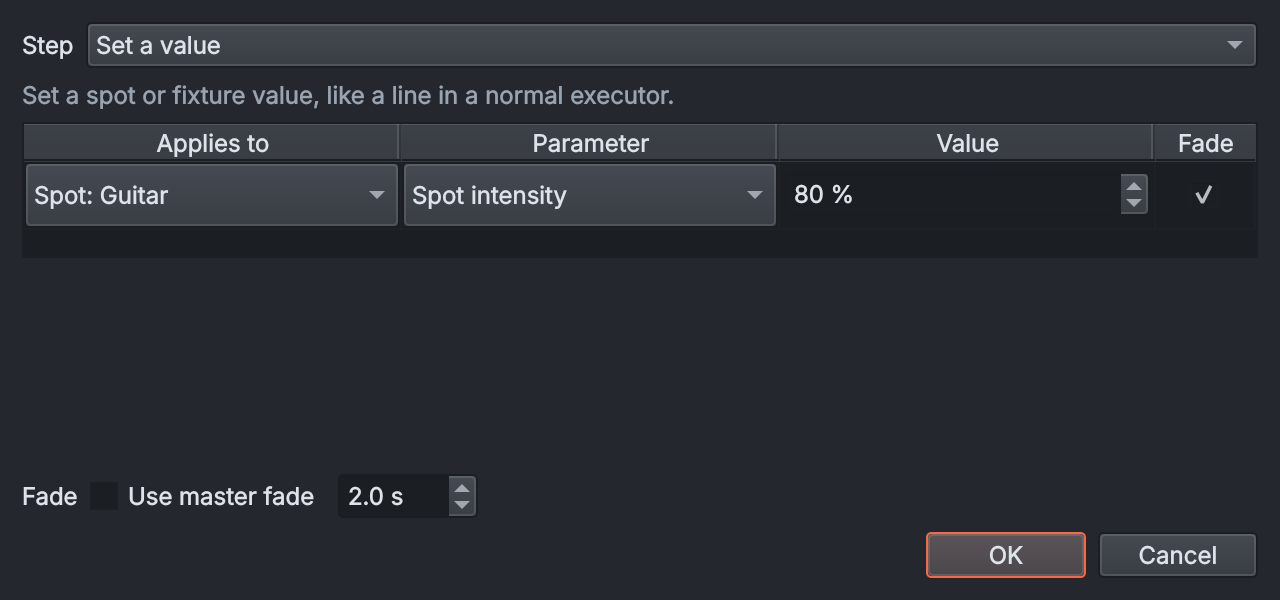 Step Set a value
Set a spot or fixture value, like a line in a normal executor.
Applies to Parameter Value Fade
Spot: Guitar Spot intensity 80 % ✓
Fade Use master fade 2.0 s
OK Cancel